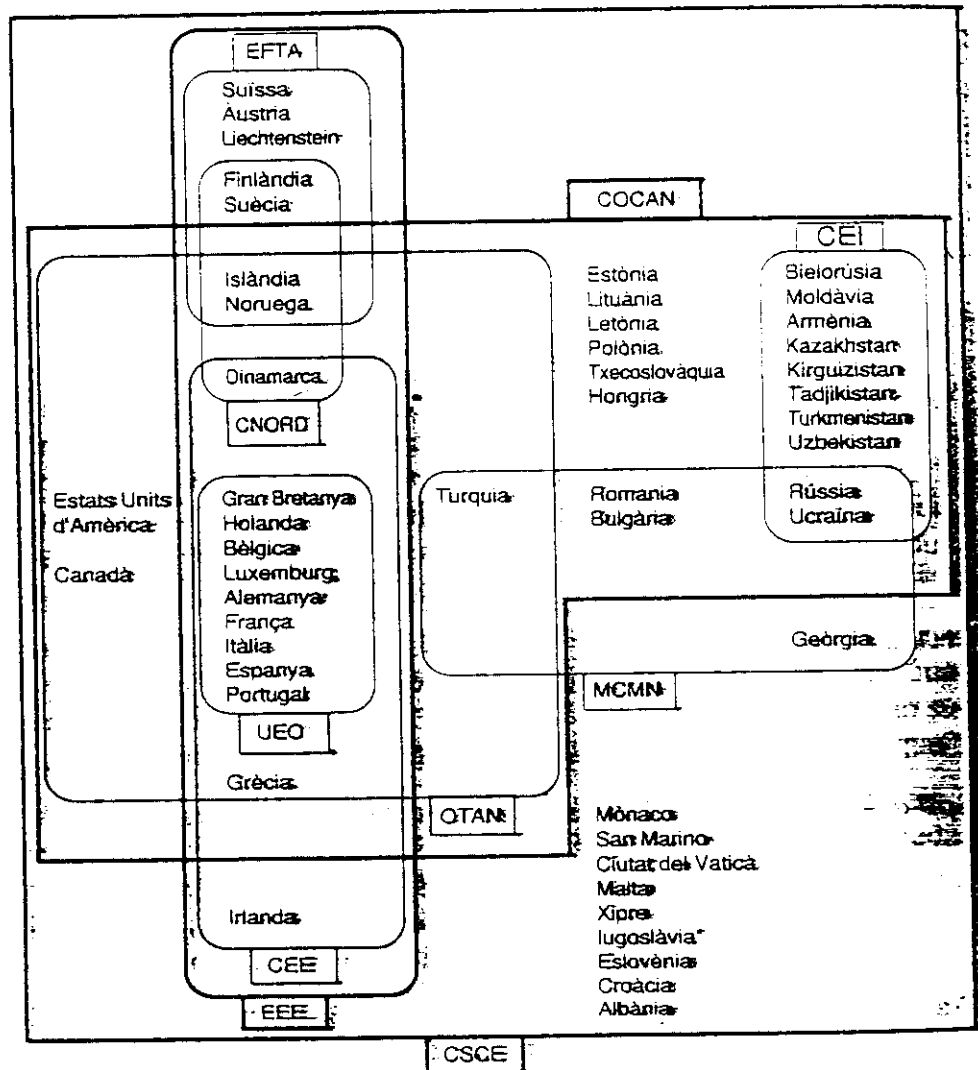 EFTA
Suïssa
Àustria
Liechtenstein
Finlàndia
Suècia
COCAN
CEI
Islàndia
Noruega
Estònia
Lituània
Letònia
Polònia
Txecoslovàquia
Hongria
Bielorúsia
Moldàvia
Armènia
Kazakhstan
Kirguizistan
Tadjikistan
Turkmenistan
Uzbekistan
Dinamarca
CNORD
Estats Units
d'Amèrica
Canadà
Gran Bretanya
Holanda
Bèlgica
Luxemburg
Alemanya
França
Itàlia
Espanya
Portugal
UEO
Turquia
Romania
Bulgària
Rússia
Ucraïna
Geòrgia
MCMN
Grècia
OTAN
Mònaco
San Marino
Ciutat del Vaticà
Malta
Xipre
Iugoslàvia*
Eslovènia
Croàcia
Albània
Irlanda
CEE
EEE
CSCE